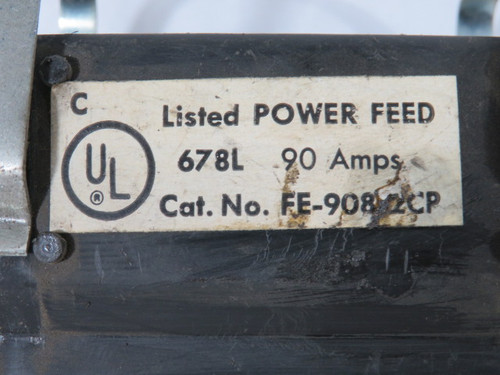 C
UL
®
Listed POWER FEED
678L 90 Amps.
Cat. No.